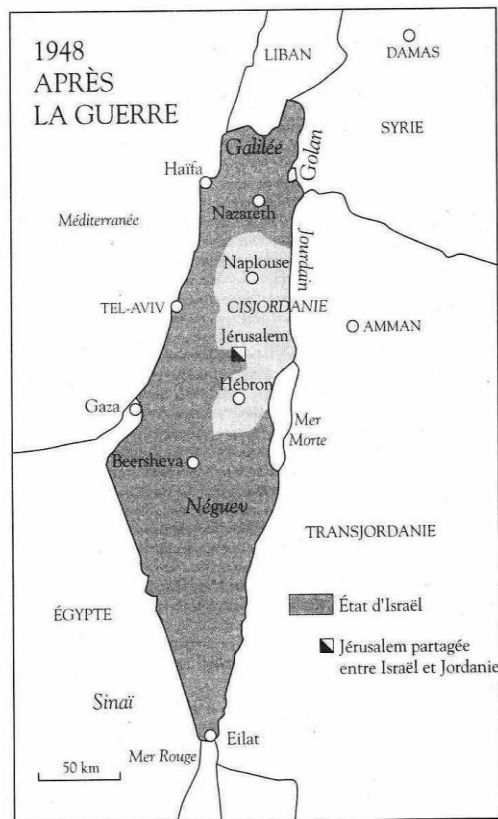 1948
APRÈS
LA GUERRE
LIBAN
DAMAS
SYRIE
Galilée
Golan
Haïfa
Nazareth
Méditerranée
Jourdain
Naplouse
TEL-AVIV
CISJORDANIE
AMMAN
Jérusalem
Hébron
Gaza
Mer
Morte
Beersheva
Néguev
TRANSJORDANIE
État d'Israël
ÉGYPTE
Jérusalem partagée
entre Israël et Jordanie
Sinaï
Eilat
Mer Rouge
50 km